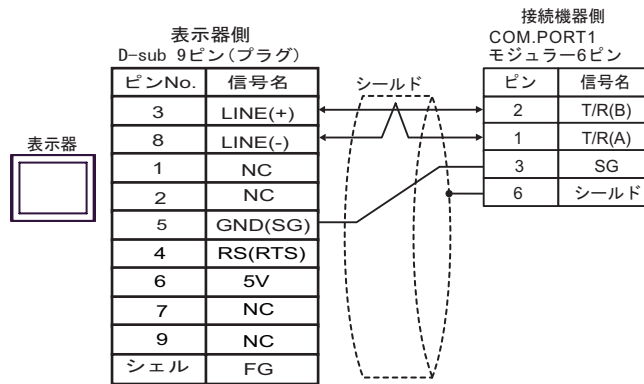 表示器側
D-sub 9ピン(プラグ)
接続機器側
COM.PORT1
モジュラー6ピン
表示器
シールド
ピンNo. 信号名
3 LINE(+)
8 LINE(-)
1 NC
2 NC
5 GND(SG)
4 RS(RTS)
6 5V
7 NC
9 NC
シェル FG
ピン 信号名
2 T/R(B)
1 T/R(A)
3 SG
6 シールド